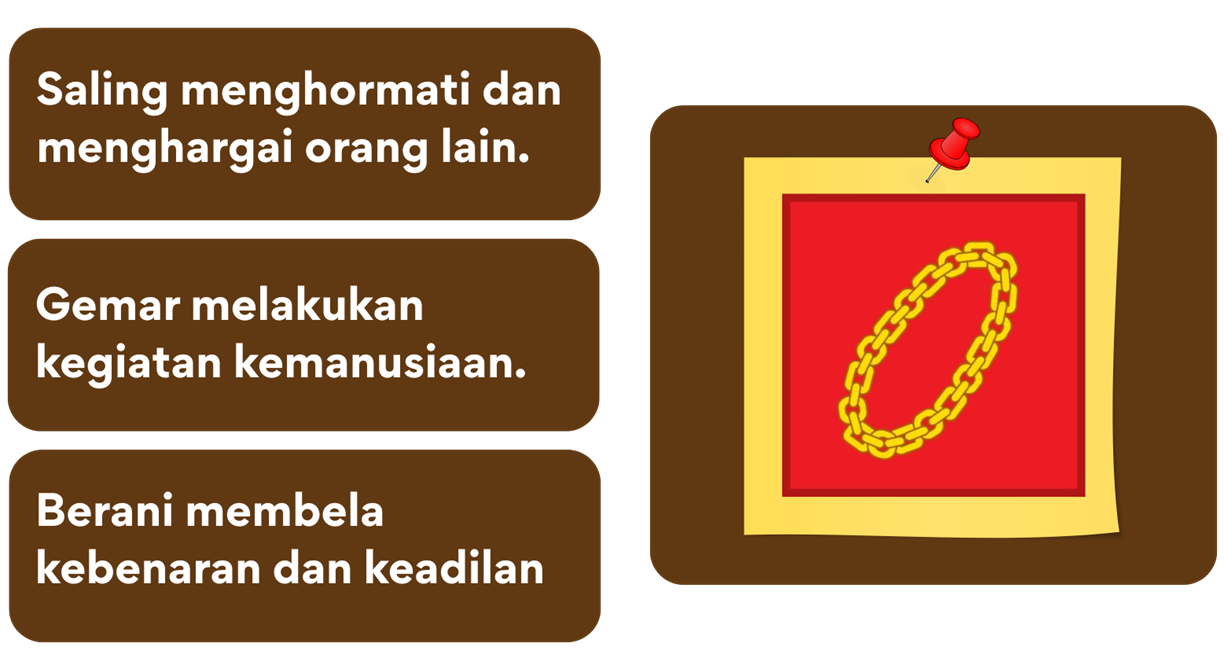 Saling menghormati dan
menghargai orang lain.
Gemar melakukan
kegiatan kemanusiaan.
Berani membela
kebenaran dan keadilan